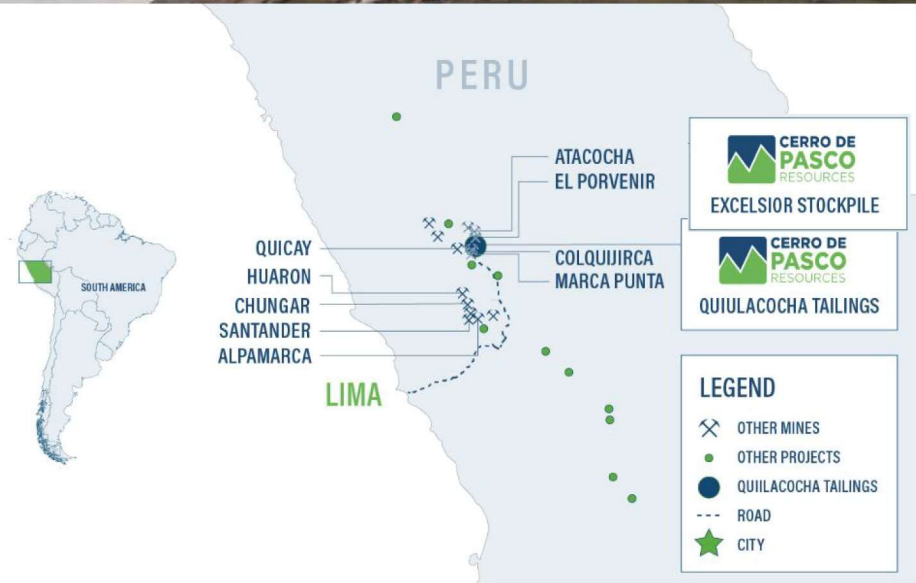 PERU
ATACOCHA
EL PORVENIR
QUICAY
HUARON
CHUNGAR
SANTANDER
ALPAMARCA
COLQUIJIRCA
MARCA PUNTA
LIMA
SOUTH AMERICA
CERRO DE
PASCO
RESOURCES
EXCELSIOR STOCKPILE
CERRO DE
PASCO
RESOURCES
QUIULACOCHA TAILINGS
LEGEND
OTHER MINES
OTHER PROJECTS
QUIILACOCHA TAILINGS
ROAD
CITY